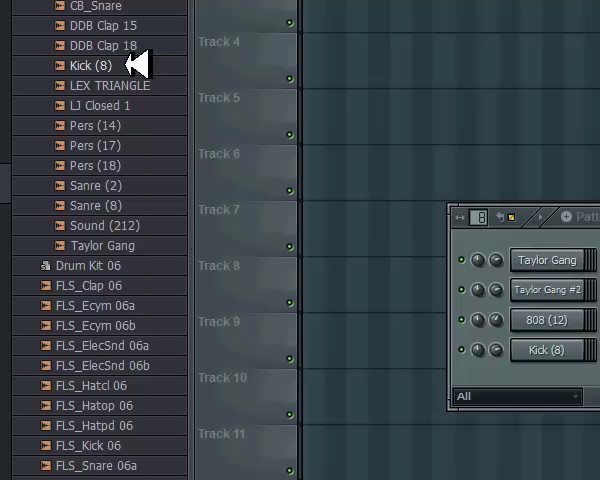 CB_Snare
DDB Clap 15
DDB Clap 18
Kick (8)
LEX TRIANGLE
LJ Closed 1
Pers (14)
Pers (17)
Pers (18)
Sanre (2)
Sanre (8)
Sound (212)
Taylor Gang
Drum Kit 06
FLS_Clap 06
FLS_Ecym 06a
FLS_Ecym 06b
FLS_ElecSnd 06a
FLS_ElecSnd 06b
FLS_Hatcl 06
FLS_Hatop 06
FLS_Hatpd 06
FLS_Kick 06
FLS_Snare 06a
Track 4
Track 5
Track 6
Track 7
Track 8
Track 9
Track 10
Track 11
8
Patt
Taylor Gang
Taylor Gang #2
808 (12)
Kick (8)
All